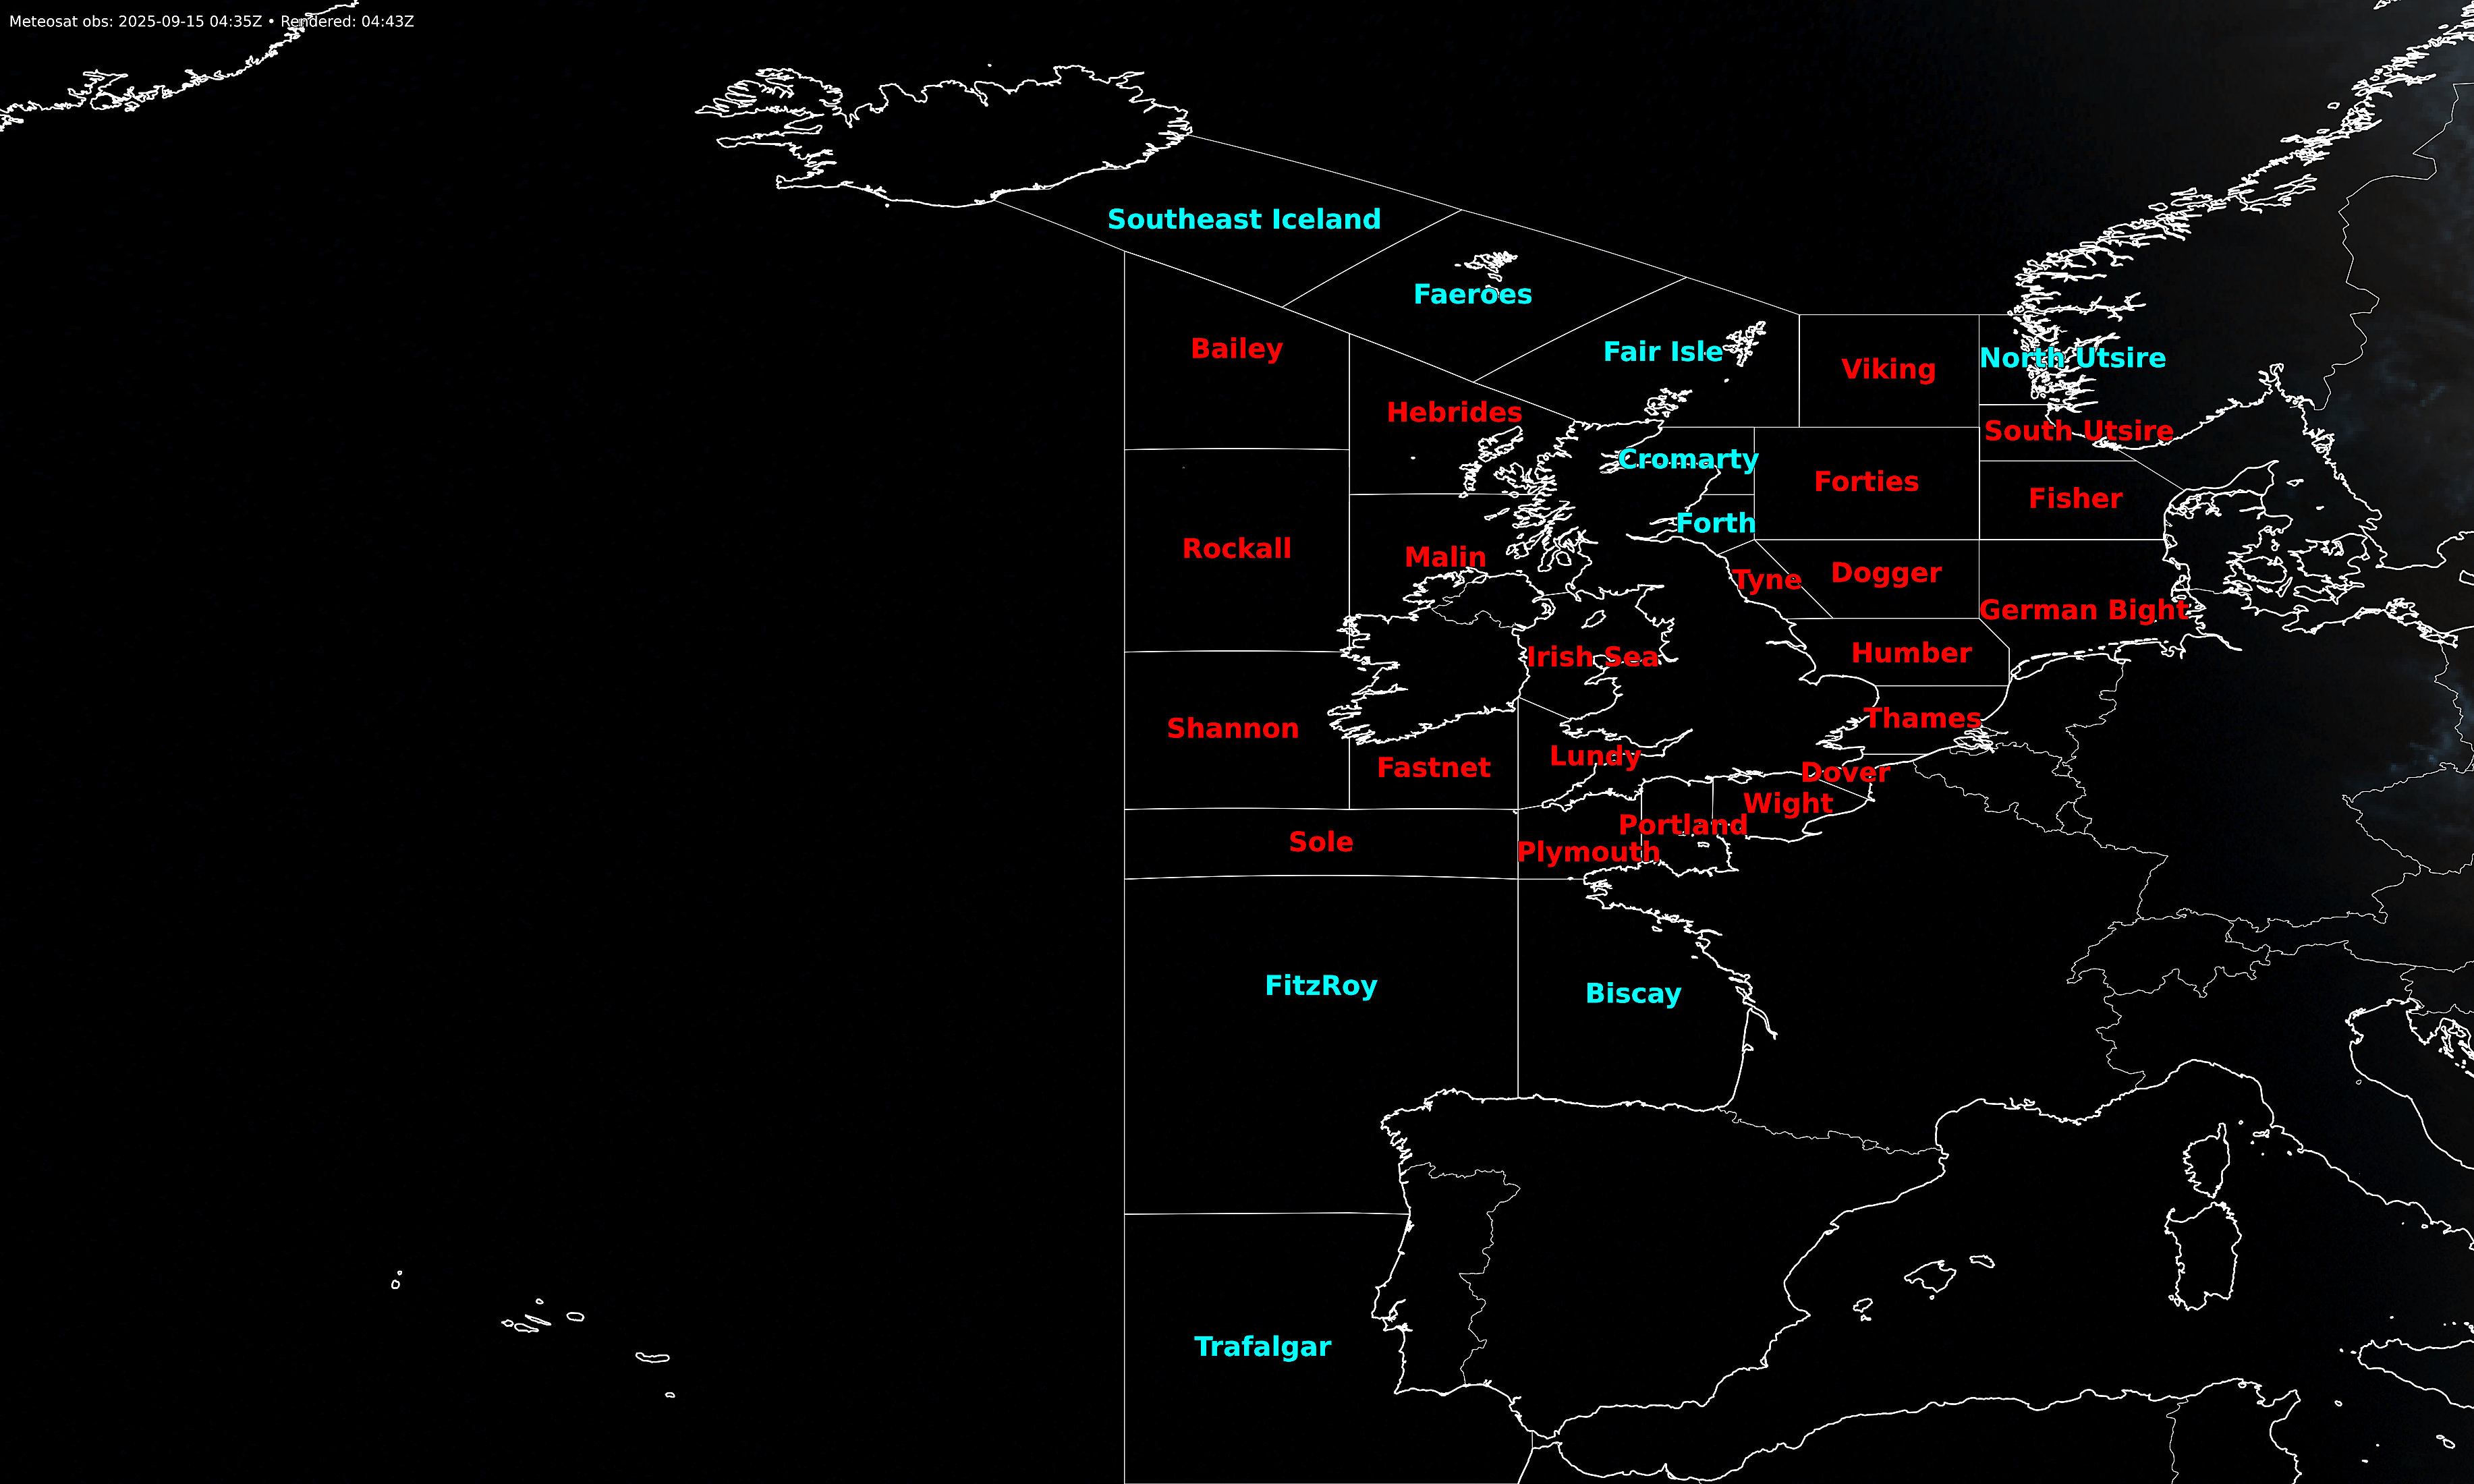 Meteosat obs: 2025-09-15 04:35Z • Rendered: 04:43Z
Southeast Iceland
Faeroes
Bailey
Fair Isle
North Utsire
Viking
Hebrides
South Utsire
Cromarty
Forties
Fisher
Forth
Rockall
Malin
Tyne
Dogger
German Bight
Irish Sea
Humber
Thames
Shannon
Lundy
Fastnet
Dover
Wight
Portland
Sole
Plymouth
FitzRoy
Biscay
Trafalgar